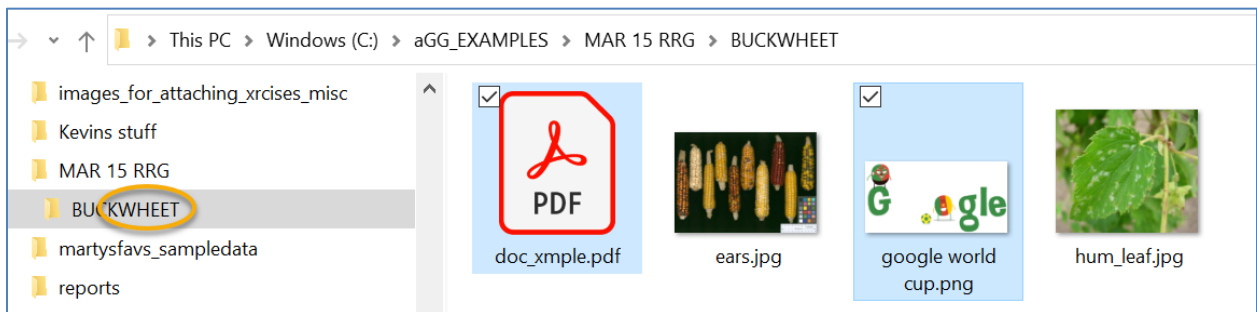 This PC > Windows (C:) > aGG_EXAMPLES > MAR 15 RRG > BUCKWHEET
images_for_attaching_xrcises_misc
Kevins stuff
MAR 15 RRG
BUCKWHEET
martysfavs_sampledata
reports
PDF
doc_xmple.pdf
ears.jpg
G gle
google world
cup.png
hum_leaf.jpg